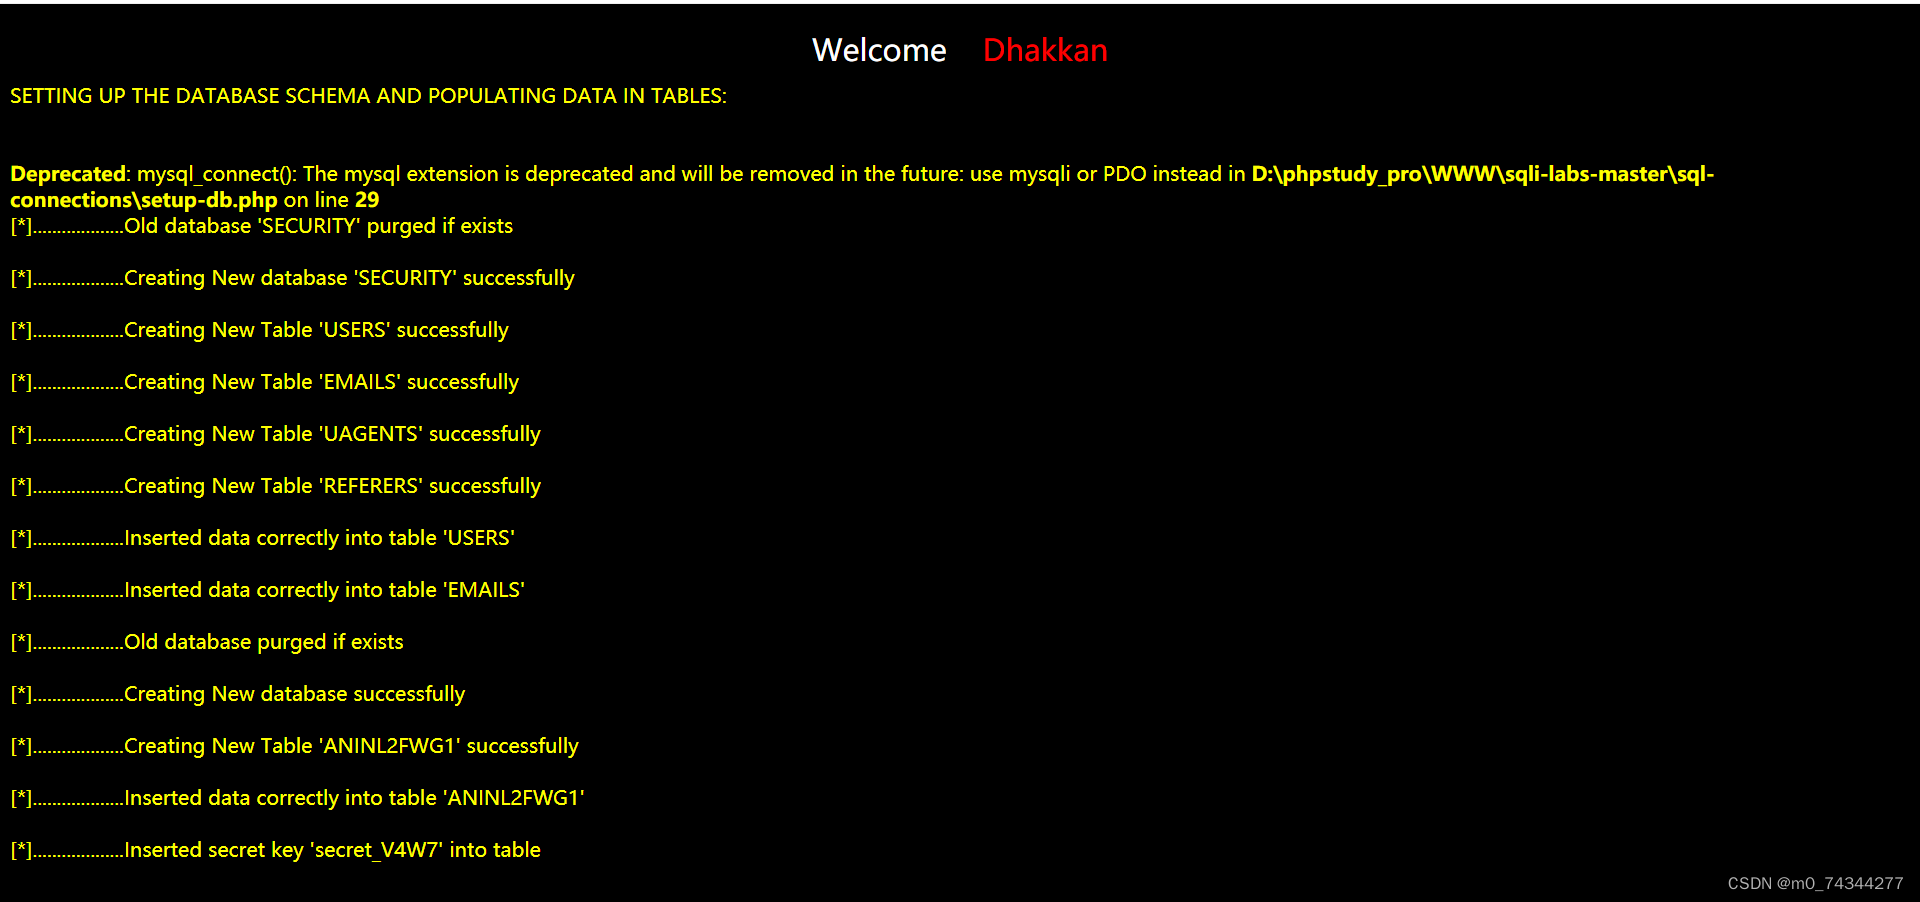 Welcome Dhakkan
SETTING UP THE DATABASE SCHEMA AND POPULATING DATA IN TABLES:
Deprecated: mysql_connect(): The mysql extension is deprecated and will be removed in the future: use mysqli or PDO instead in D:\phpstudy_pro\WWW\sqli-labs-master\sql-
connections\setup-db.php on line 29
[*]...................Old database 'SECURITY' purged if exists
[*]...................Creating New database 'SECURITY' successfully
[*]...................Creating New Table 'USERS' successfully
[*]...................Creating New Table 'EMAILS' successfully
[*]...................Creating New Table 'UAGENTS' successfully
[*]...................Creating New Table 'REFERERS' successfully
[*]...................Inserted data correctly into table 'USERS'
[*]...................Inserted data correctly into table 'EMAILS'
[*]...................Old database purged if exists
[*]...................Creating New database successfully
[*]...................Creating New Table 'ANINL2FWG1' successfully
[*]...................Inserted data correctly into table 'ANINL2FWG1'
[*]...................Inserted secret key 'secret_V4W7' into table
CSDN @m0_74344277